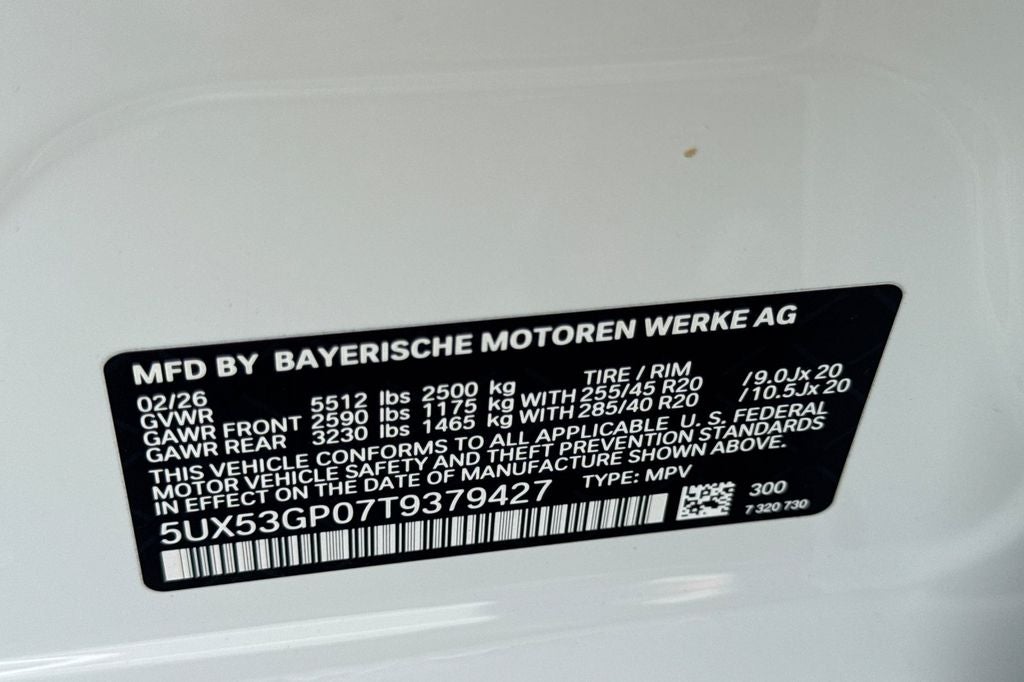 MFD BY BAYERISCHE MOTOREN WERKE AG
02/26 TIRE / RIM
GVWR 5512 lbs 2500 kg
GAWR FRONT 2590 lbs 1175 kg WITH 255/45 R20 /9.0Jx 20
GAWR REAR 3230 lbs 1465 kg WITH 285/40 R20 /10.5Jx 20
THIS VEHICLE CONFORMS TO ALL APPLICABLE U. S. FEDERAL
MOTOR VEHICLE SAFETY AND THEFT PREVENTION STANDARDS
IN EFFECT ON THE DATE OF MANUFACTURE SHOWN ABOVE.
5UX53GP07T9379427 TYPE: MPV
300
7 320 730